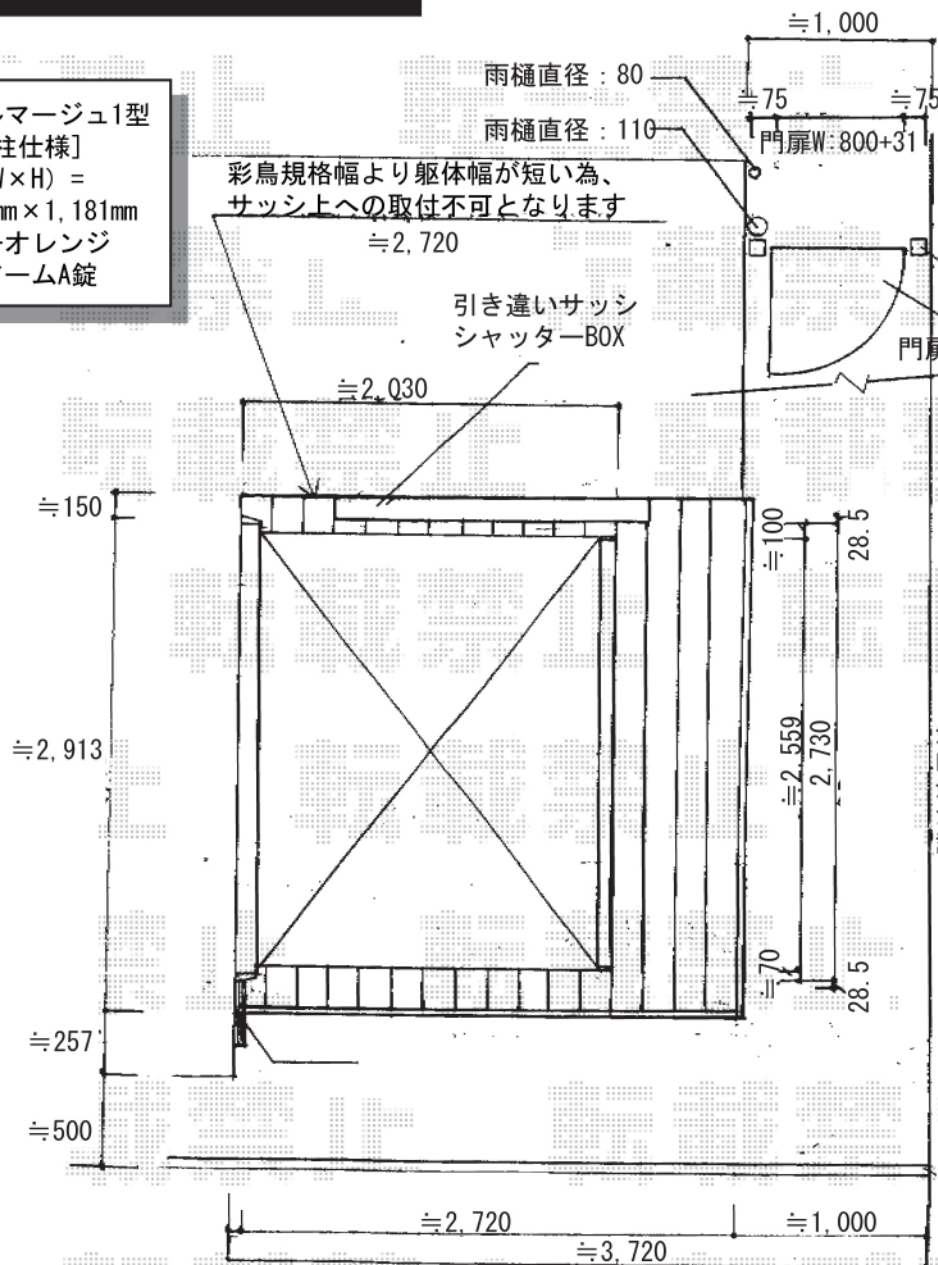 ≒1,000
雨樋直径：80
≒75
≒75
雨樋直径：110
門扉W:800+31
マージュ1型
柱仕様]
×H) =
mm×1,181mm
オレンジ
ームA錠
彩鳥規格幅より躯体幅が短い為、
サッシ上への取付不可となります
≒2,720
引き違いサッシ
シャッターBOX
門扉
≒2,030
≒150
≒100
28.5
≒2,913
≒2,559
2,730
≒70
28.5
≒257
≒500
≒2,720
≒1,000
≒3,720
転載禁止